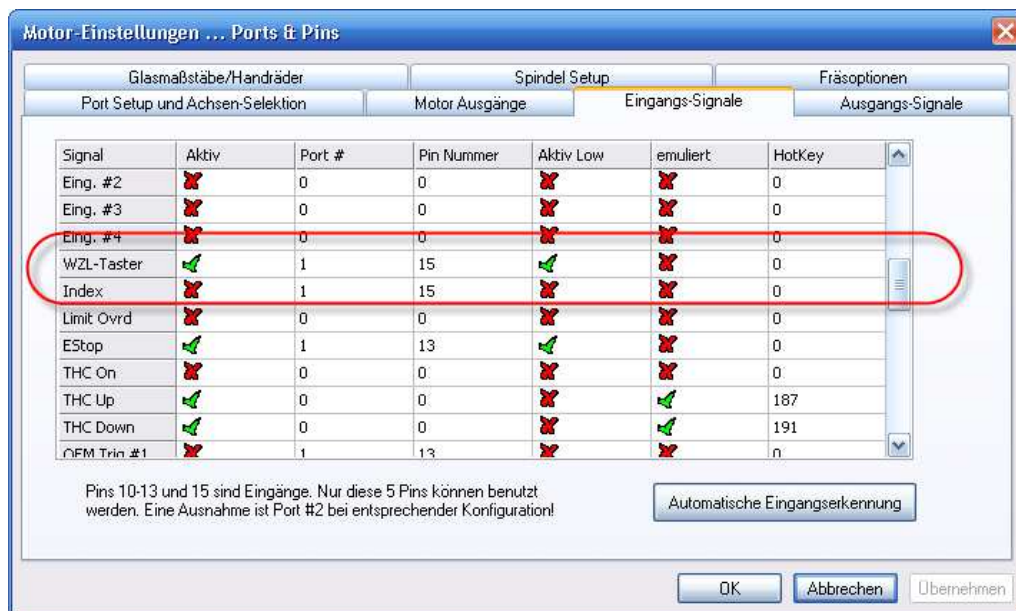 Motor-Einstellungen ... Ports & Pins
Glasmaßstäbe/Handräder Spindel Setup Fräsoptionen
Port Setup und Achsen-Selektion Motor Ausgänge Eingangs-Signale Ausgangs-Signale
Signal Aktiv Port # Pin Nummer Aktiv Low emuliert HotKey
Eing. #2 0 0 0
Eing. #3 0 0 0
Eing. #4 0 0 0
WZL-Taster 1 15 0
Index 1 15 0
Limit Ovrd 0 0 0
EStop 1 13 0
THC On 0 0 0
THC Up 0 0 187
THC Down 0 0 191
OEM Trig #1 1 13 0
Pins 10-13 und 15 sind Eingänge. Nur diese 5 Pins können benutzt
werden. Eine Ausnahme ist Port #2 bei entsprechender Konfiguration!
Automatische Eingangserkennung
OK Abbrechen Übernehmen